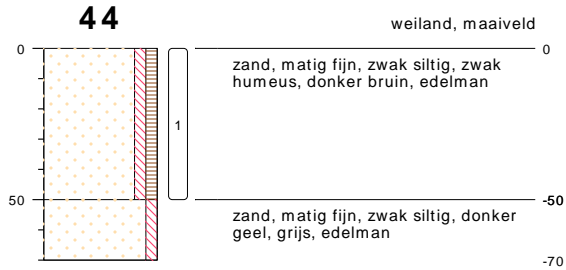 44
weiland, maaiveld
0
0
zand, matig fijn, zwak siltig, zwak
humeus, donker bruin, edelman
1
50
-50
zand, matig fijn, zwak siltig, donker
geel, grijs, edelman
-70